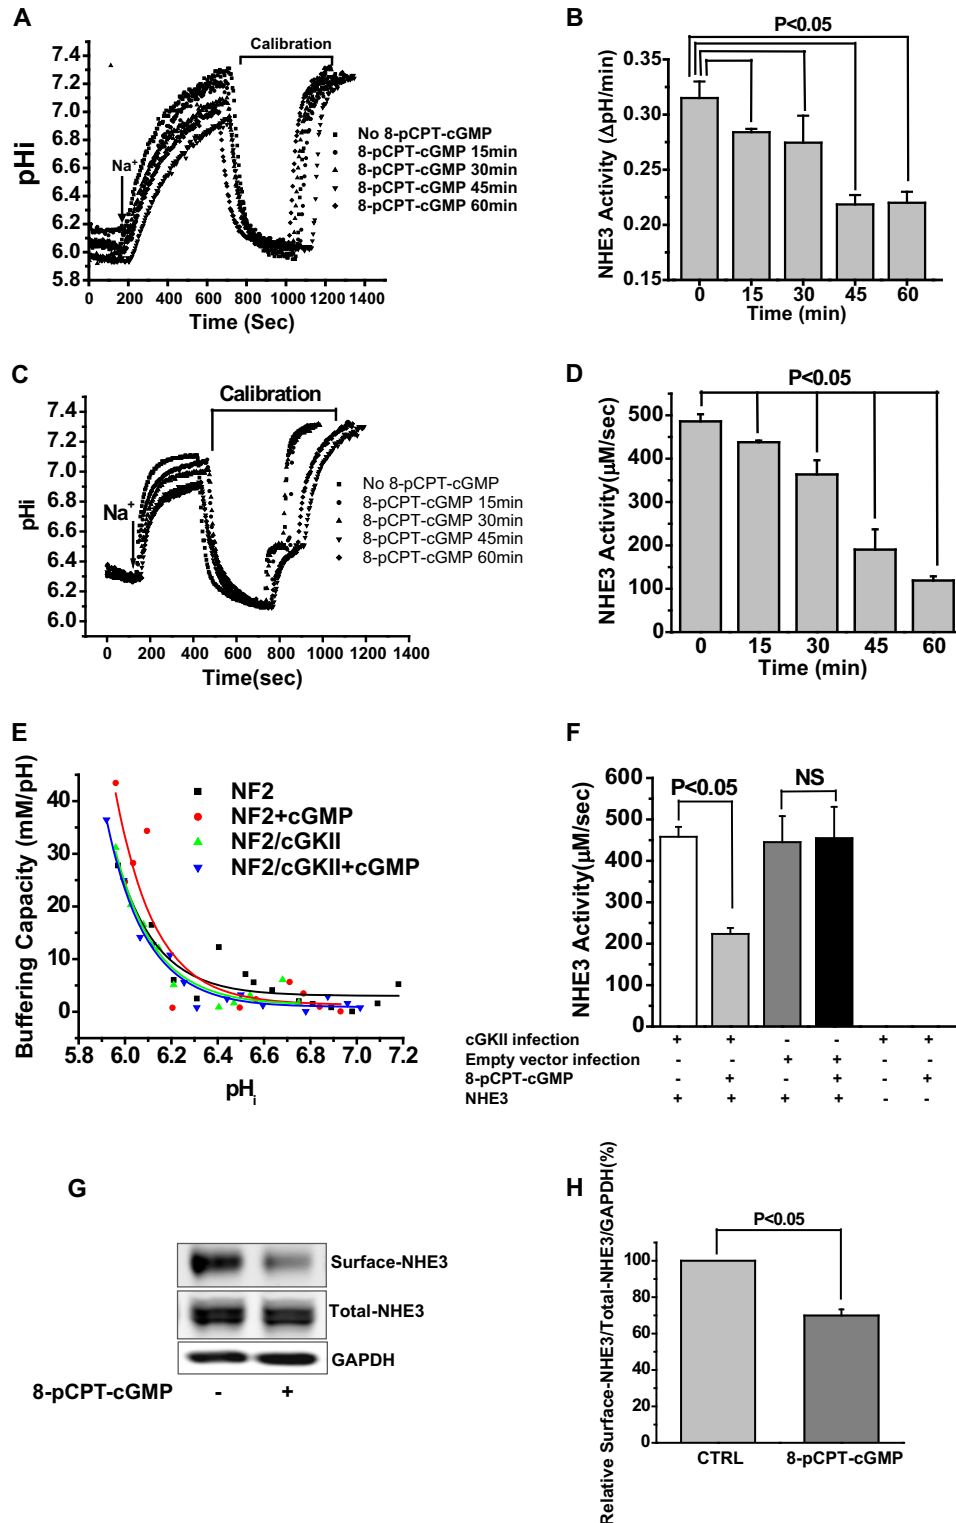 A
Calibration
7.4
7.2
7.0
6.8
6.6
6.4
6.2
6.0
5.8
pHi
Na+
No 8-pCPT-cGMP
8-pCPT-cGMP 15min
8-pCPT-cGMP 30min
8-pCPT-cGMP 45min
8-pCPT-cGMP 60min
0 200 400 600 800 1000 1200 1400
Time (Sec)
B
P<0.05
NHE3 Activity (ΔpH/min)
0.35
0.30
0.25
0.20
0.15
0 15 30 45 60
Time (min)
C
Calibration
7.4
7.2
7.0
6.8
6.6
6.4
6.2
6.0
pHi
Na+
No 8-pCPT-cGMP
8-pCPT-cGMP 15min
8-pCPT-cGMP 30min
8-pCPT-cGMP 45min
8-pCPT-cGMP 60min
0 200 400 600 800 1000 1200 1400
Time(sec)
D
P<0.05
NHE3 Activity(μM/sec)
500
400
300
200
100
0
0 15 30 45 60
Time (min)
E
Buffering Capacity (mM/pH)
40
30
20
10
0
NF2
NF2+cGMP
NF2/cGKII
NF2/cGKII+cGMP
5.8 6.0 6.2 6.4 6.6 6.8 7.0 7.2
pHi
F
P<0.05
NS
NHE3 Activity(μM/sec)
600
500
400
300
200
100
0
cGKII infection + + - - + +
Empty vector infection - - + + - -
8-pCPT-cGMP - + - + - +
NHE3 + + + + - -
G
Surface-NHE3
Total-NHE3
GAPDH
8-pCPT-cGMP - +
H
Relative Surface-NHE3/Total-NHE3/GAPDH(%)
P<0.05
100
80
60
40
20
0
CTRL 8-pCPT-cGMP